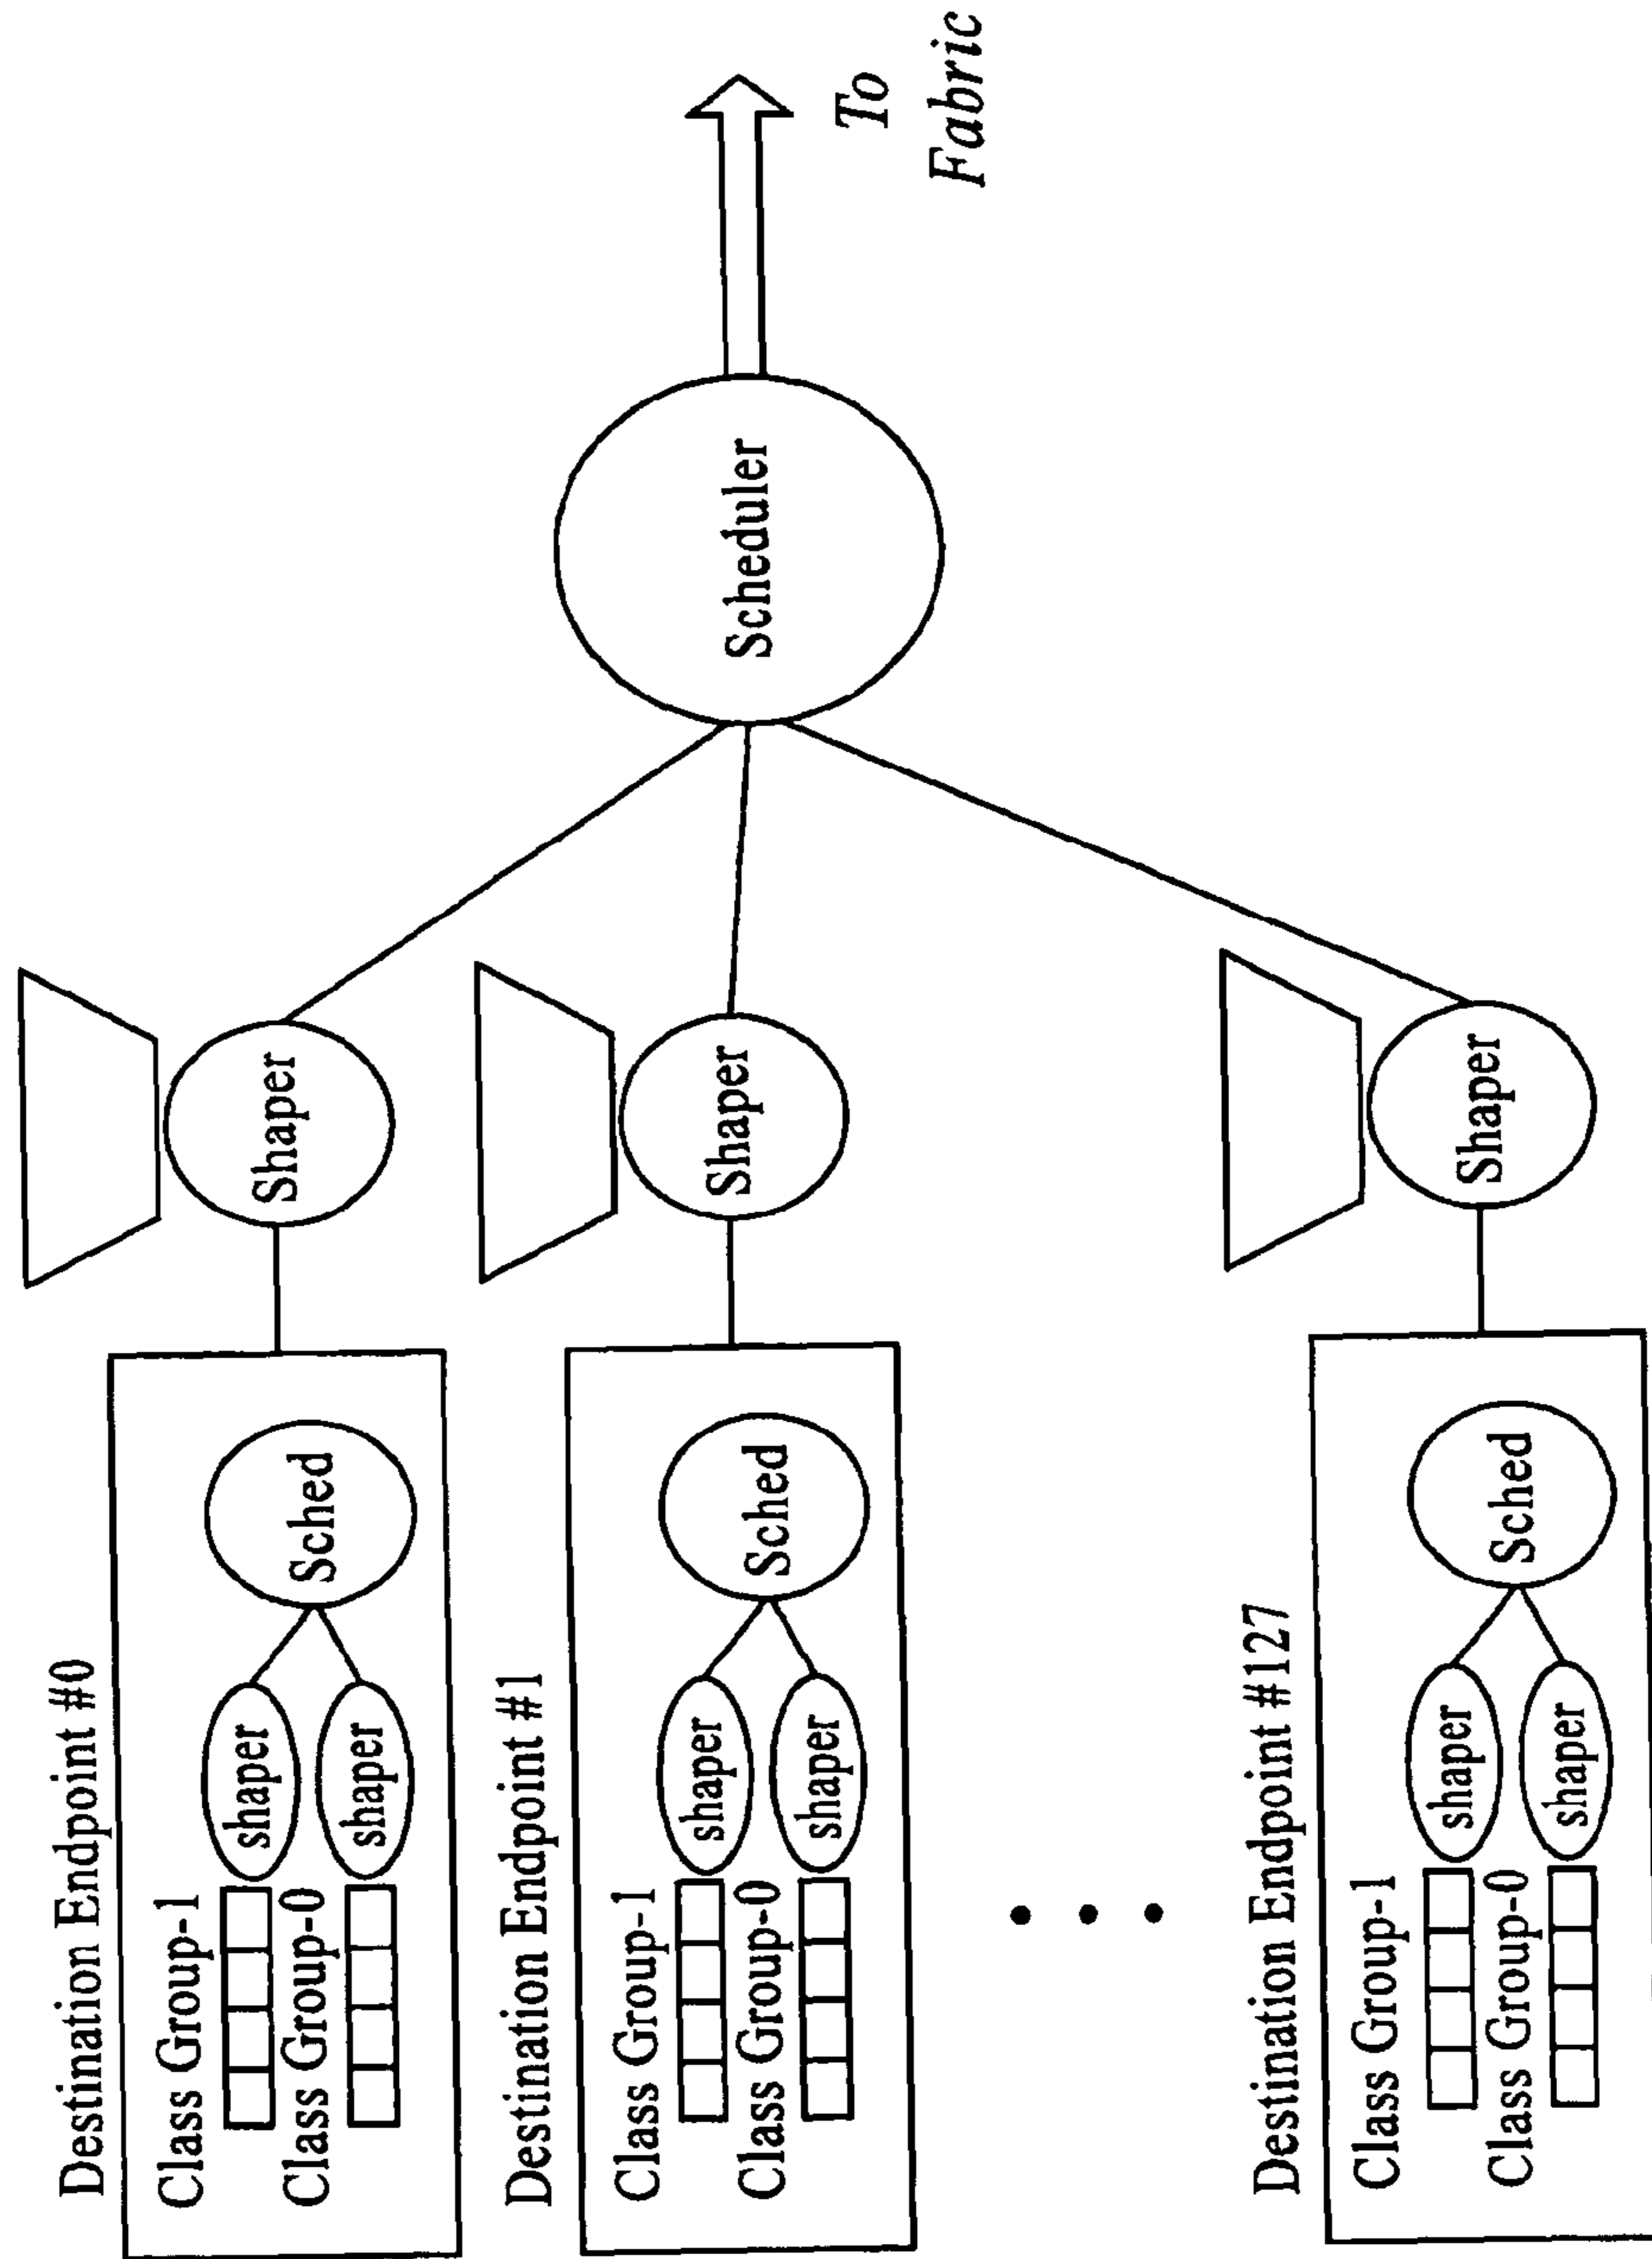 Destination Endpoint #0
Class Group-1
shaper
Class Group-0
shaper
Sched
Shaper
Destination Endpoint #1
Class Group-1
shaper
Class Group-0
shaper
Sched
Shaper
Destination Endpoint #127
Class Group-1
shaper
Class Group-0
shaper
Sched
Shaper
Scheduler
To
Fabric